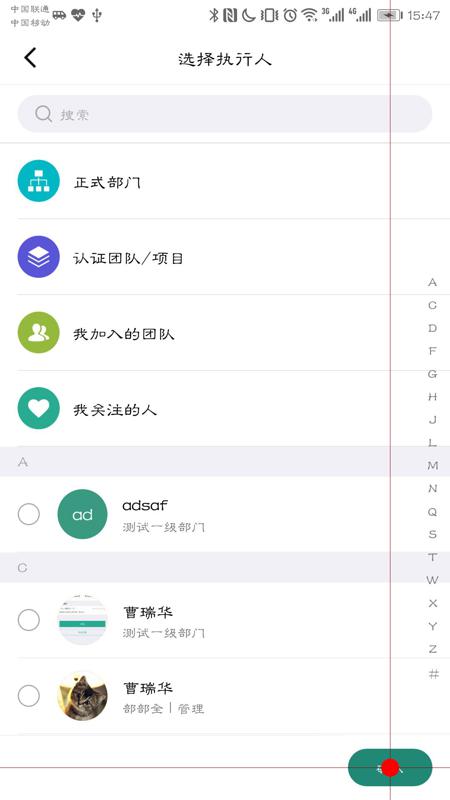 中国联通
中国移动
3G
4G
15:47
选择执行人
搜索
正式部门
认证团队/项目
我加入的团队
我关注的人
A
ad
adsaf
测试一级部门
C
曹瑞华
测试一级部门
曹瑞华
部部全 | 管理
A
C
D
F
G
H
J
L
M
N
Q
S
T
W
X
Y
Z
#